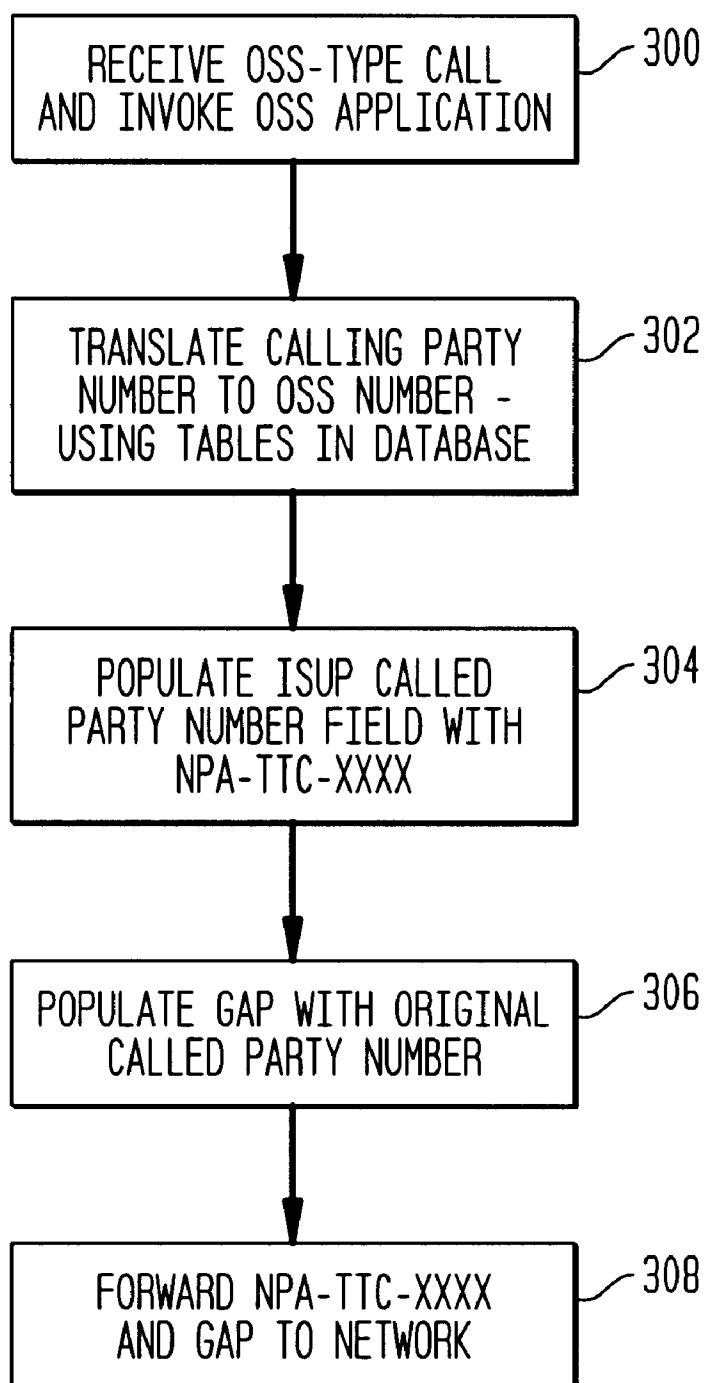 RECEIVE OSS-TYPE CALL
AND INVOKE OSS APPLICATION
300
TRANSLATE CALLING PARTY
NUMBER TO OSS NUMBER -
USING TABLES IN DATABASE
302
POPULATE ISUP CALLED
PARTY NUMBER FIELD WITH
NPA-TTC-XXXX
304
POPULATE GAP WITH ORIGINAL
CALLED PARTY NUMBER
306
FORWARD NPA-TTC-XXXX
AND GAP TO NETWORK
308